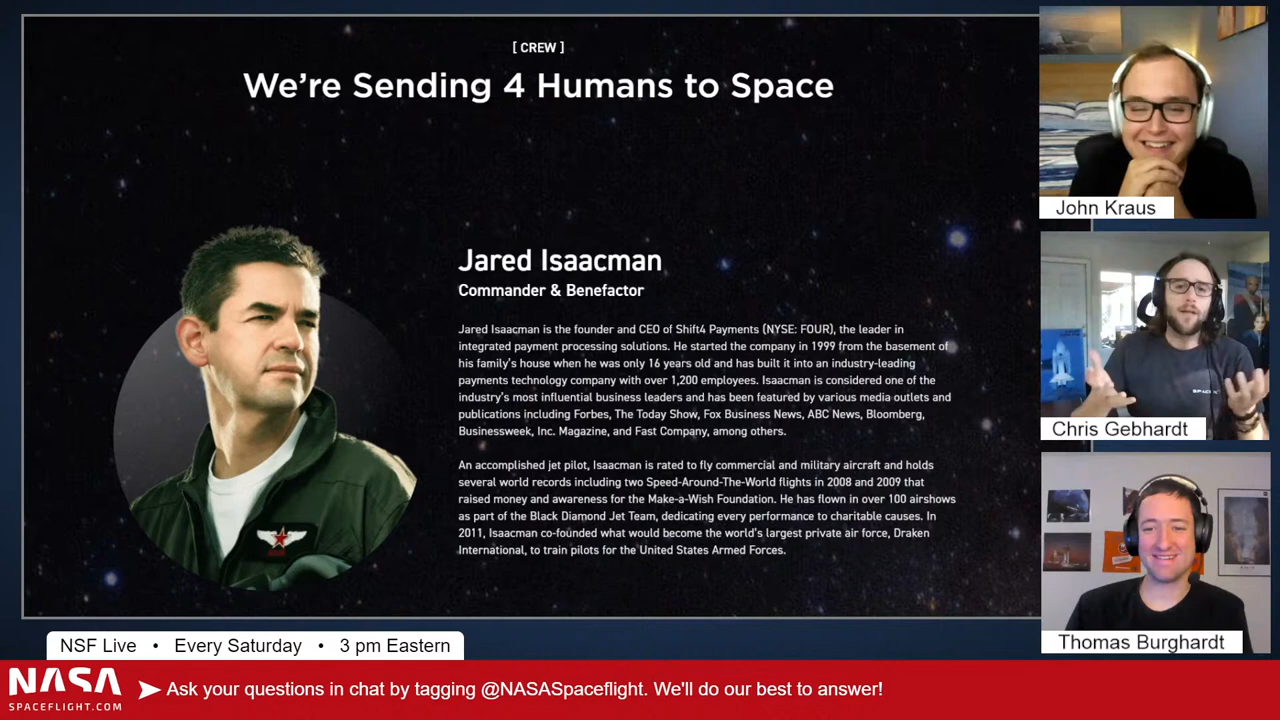 [ CREW ]
We're Sending 4 Humans to Space
Jared Isaacman
Commander & Benefactor
Jared Isaacman is the founder and CEO of Shift4 Payments (NYSE: FOUR), the leader in
integrated payment processing solutions. He started the company in 1999 from the basement of
his family's house when he was only 16 years old and has built it into an industry-leading
payments technology company with over 1,200 employees. Isaacman is considered one of the
industry's most influential business leaders and has been featured by various media outlets and
publications including Forbes, The Today Show, Fox Business News, ABC News, Bloomberg,
Businessweek, Inc. Magazine, and Fast Company, among others.
An accomplished jet pilot, Isaacman is rated to fly commercial and military aircraft and holds
several world records including two Speed-Around-The-World flights in 2008 and 2009 that
raised money and awareness for the Make-a-Wish Foundation. He has flown in over 100 airshows
as part of the Black Diamond Jet Team, dedicating every performance to charitable causes. In
2011, Isaacman co-founded what would become the world's largest private air force, Draken
International, to train pilots for the United States Armed Forces.
John Kraus
Chris Gebhardt
Thomas Burghardt
NSF Live • Every Saturday • 3 pm Eastern
NASA
SPACEFLIGHT.COM
Ask your questions in chat by tagging @NASASpaceflight. We'll do our best to answer!